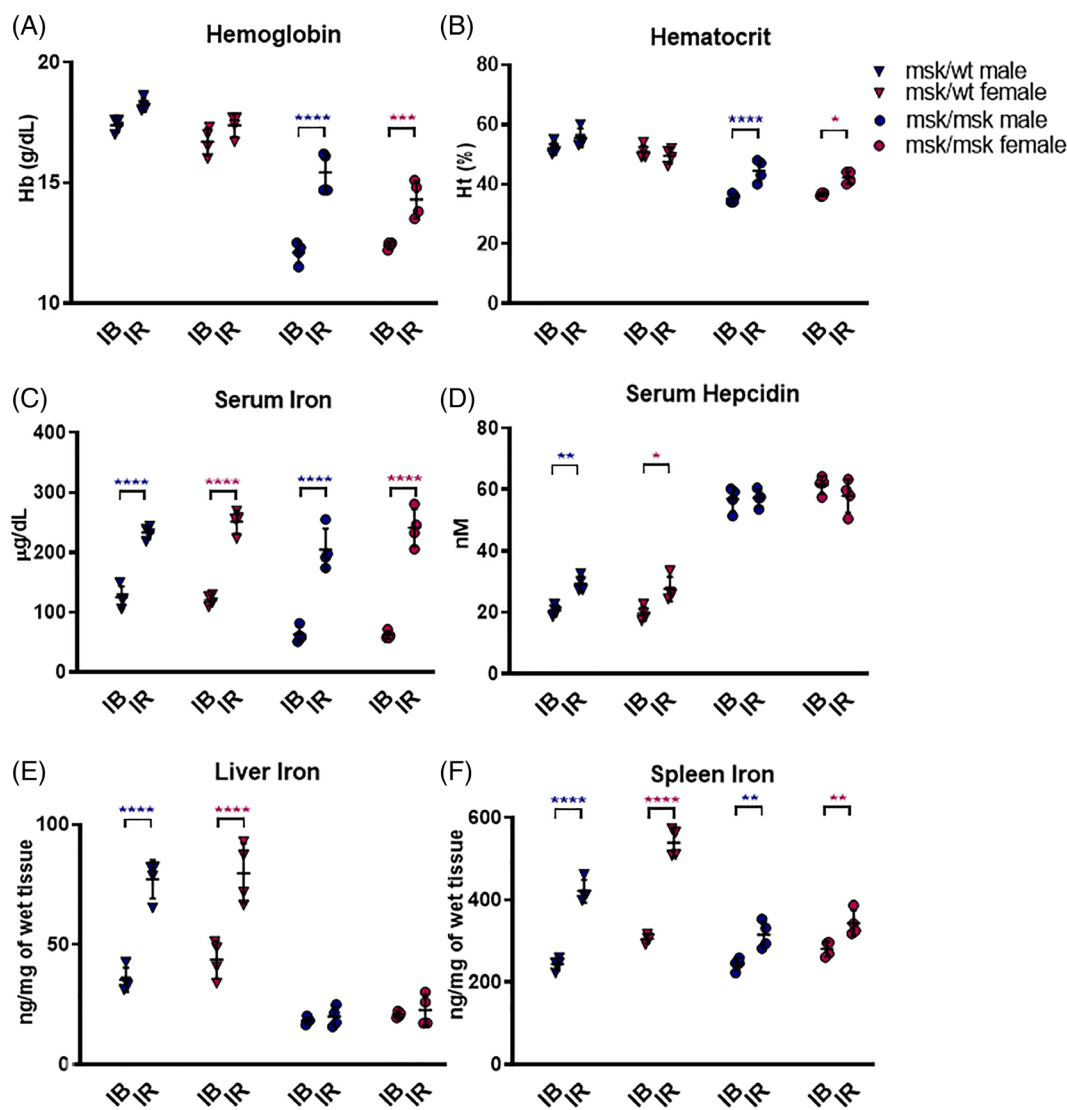 (A)
Hemoglobin
Hb (g/dL)
20
15
10
****
***
IB IR IB IR IB IR IB IR
(B)
Hematocrit
Ht (%)
80
60
40
20
0
****
*
IB IR IB IR IB IR IB IR
msk/wt male
msk/wt female
msk/msk male
msk/msk female
(C)
Serum Iron
µg/dL
400
300
200
100
0
****
****
****
****
IB IR IB IR IB IR IB IR
(D)
Serum Hepcidin
nM
80
60
40
20
0
**
*
IB IR IB IR IB IR IB IR
(E)
Liver Iron
ng/mg of wet tissue
100
50
0
****
****
IB IR IB IR IB IR IB IR
(F)
Spleen Iron
ng/mg of wet tissue
600
400
200
0
****
****
**
**
IB IR IB IR IB IR IB IR